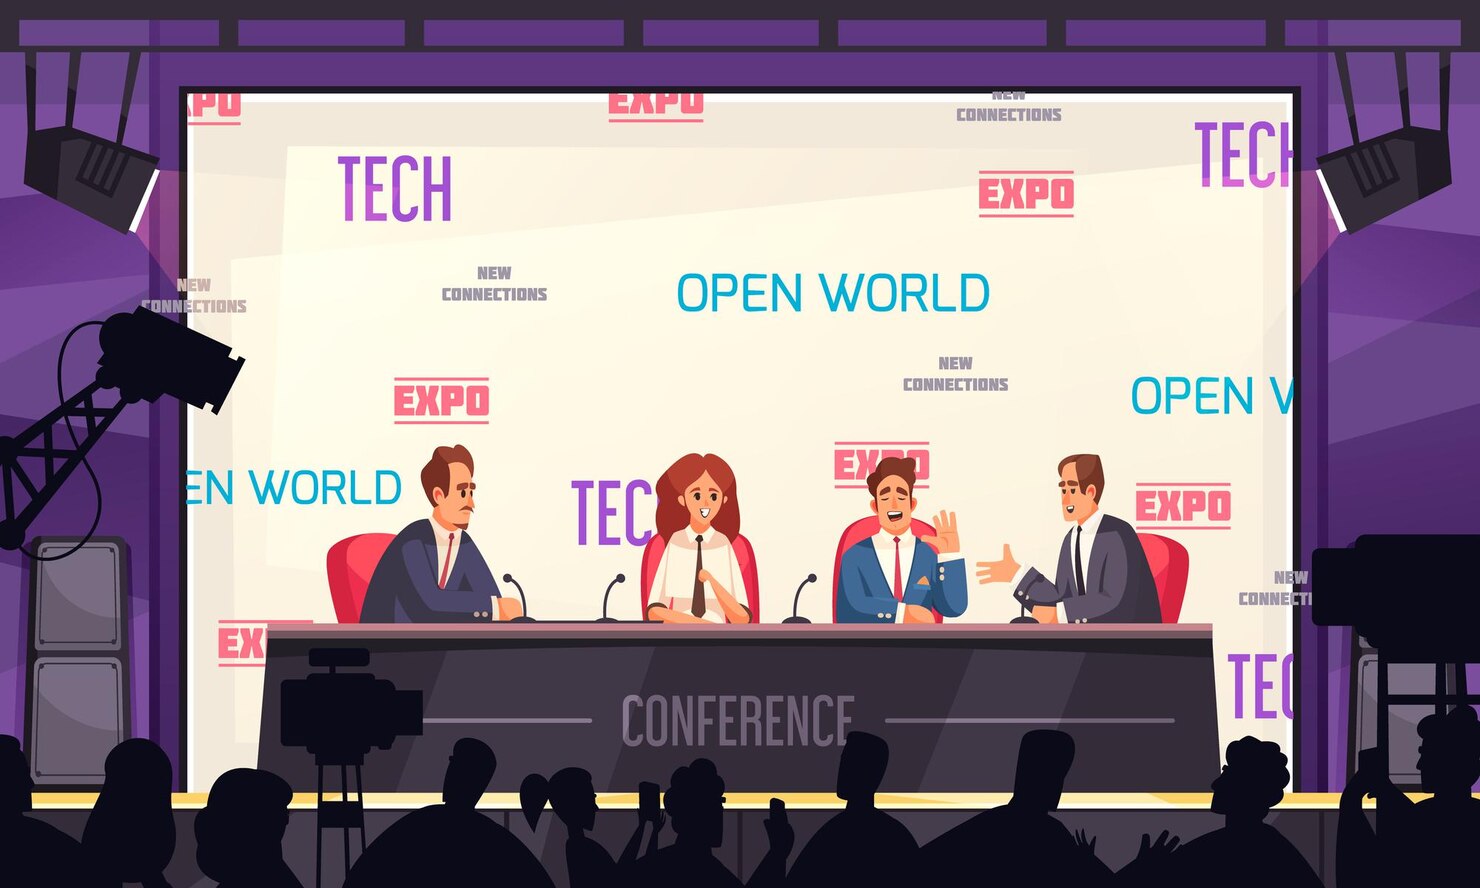 XPO
EXPO
NEW
CONNECTIONS
TECH
TECH
EXPO
NEW
CONNECTIONS
OPEN WORLD
NEW
CONNECTIONS
NEW
CONNECTIONS
OPEN W
EXPO
EXPO
EN WORLD
TEC
EXPO
NEW
CONNECTI
EX
TEC
CONFERENCE